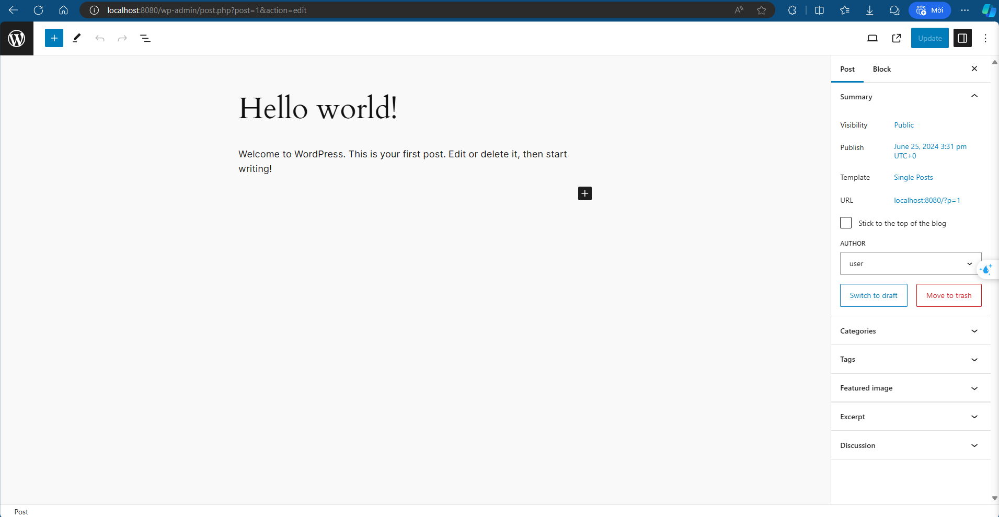 localhost:8080/wp-admin/post.php?post=1&action=edit
Mời
Update
Hello world!
Welcome to WordPress. This is your first post. Edit or delete it, then start
writing!
Post Block
Summary
Visibility Public
Publish June 25, 2024 3:31 pm
UTC+0
Template Single Posts
URL localhost:8080/?p=1
Stick to the top of the blog
AUTHOR
user
Switch to draft Move to trash
Categories
Tags
Featured image
Excerpt
Discussion
Post